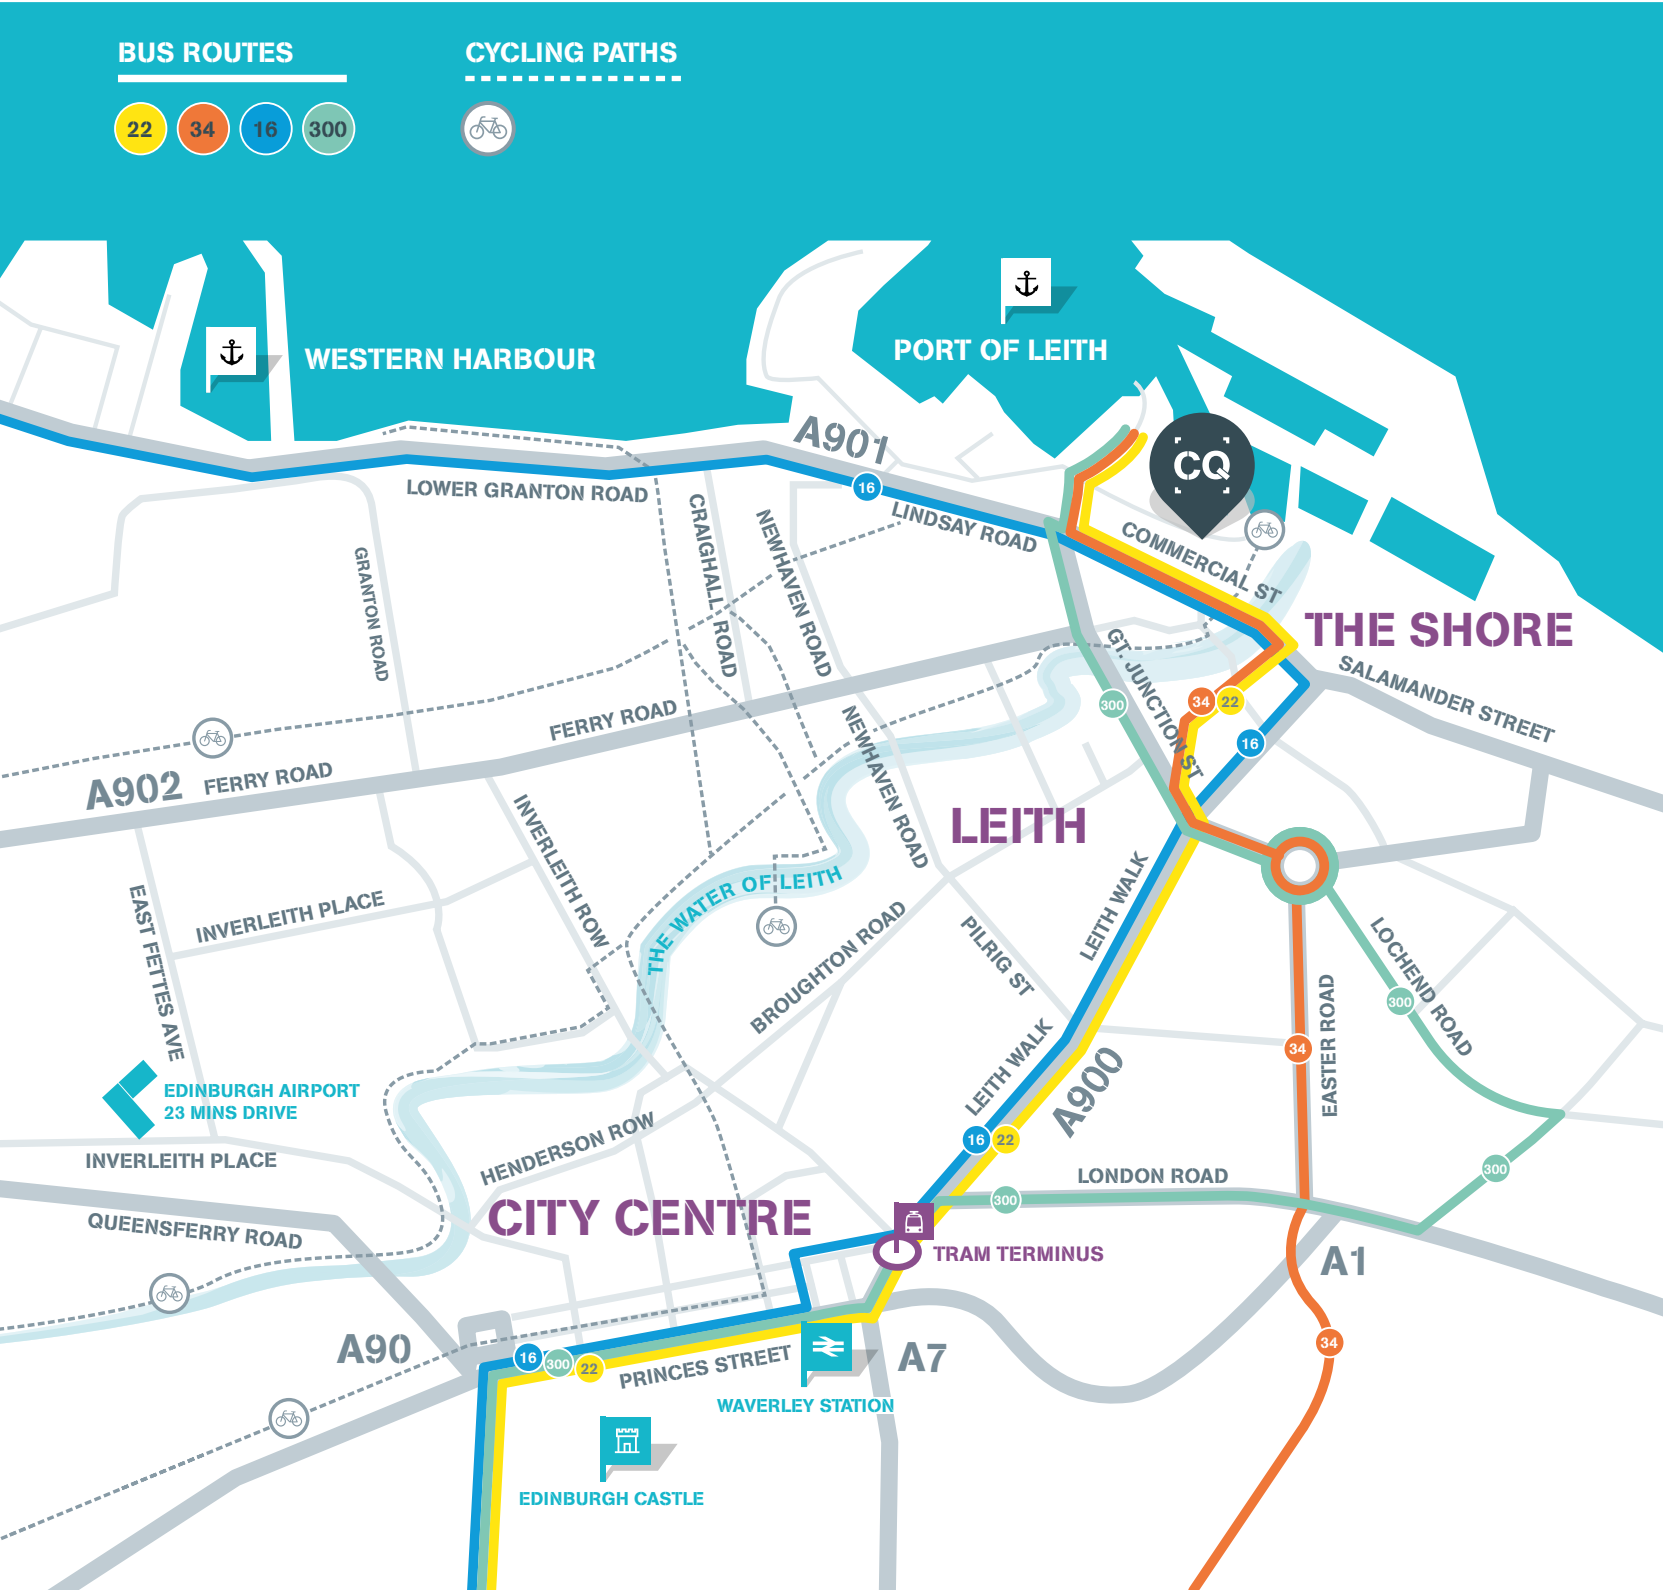 BUS ROUTES
CYCLING PATHS
22 34 16 300
WESTERN HARBOUR
PORT OF LEITH
A901
CQ
16
LOWER GRANTON ROAD
LINDSAY ROAD
COMMERCIAL ST
CRAIGHALL ROAD
NEWHAVEN ROAD
GRANTON ROAD
THE SHORE
GT. JUNCTION ST
SALAMANDER STREET
300
34
22
16
FERRY ROAD
NEWHAVEN ROAD
A902
FERRY ROAD
INVERLEITH ROW
LEITH
THE WATER OF LEITH
LEITH WALK
EAST FETTES AVE
INVERLEITH PLACE
BROUGHTON ROAD
PILRIG ST
LOCHEND ROAD
300
EASTER ROAD
34
LEITH WALK
A900
EDINBURGH AIRPORT
23 MINS DRIVE
16
22
INVERLEITH PLACE
HENDERSON ROW
LONDON ROAD
300
300
QUEENSFERRY ROAD
CITY CENTRE
TRAM TERMINUS
A1
A90
16
300
22
PRINCES STREET
A7
34
WAVERLEY STATION
EDINBURGH CASTLE